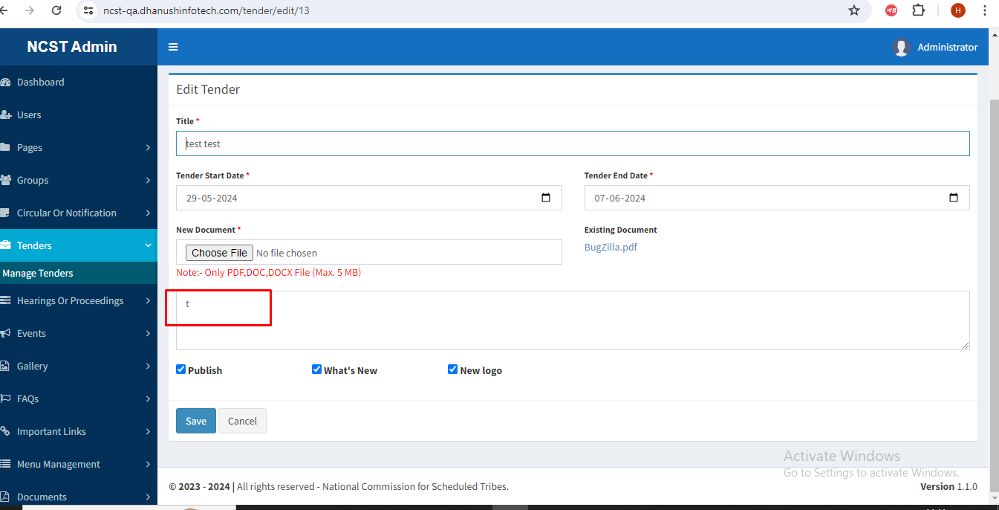 ncst-qa.dhanushinfotech.com/tender/edit/13
H
NCST Admin
Administrator
Dashboard
Users
Pages
Groups
Circular Or Notification
Tenders
Manage Tenders
Hearings Or Proceedings
Events
Gallery
FAQs
Important Links
Menu Management
Documents
Edit Tender
Title *
test test
Tender Start Date * Tender End Date *
29-05-2024 07-06-2024
New Document * Existing Document
Choose File No file chosen BugZilla.pdf
Note:- Only PDF,DOC,DOCX File (Max. 5 MB)
t
Publish What's New New logo
Save Cancel
Activate Windows
Go to Settings to activate Windows.
© 2023 - 2024 | All rights reserved - National Commission for Scheduled Tribes.
Version 1.1.0